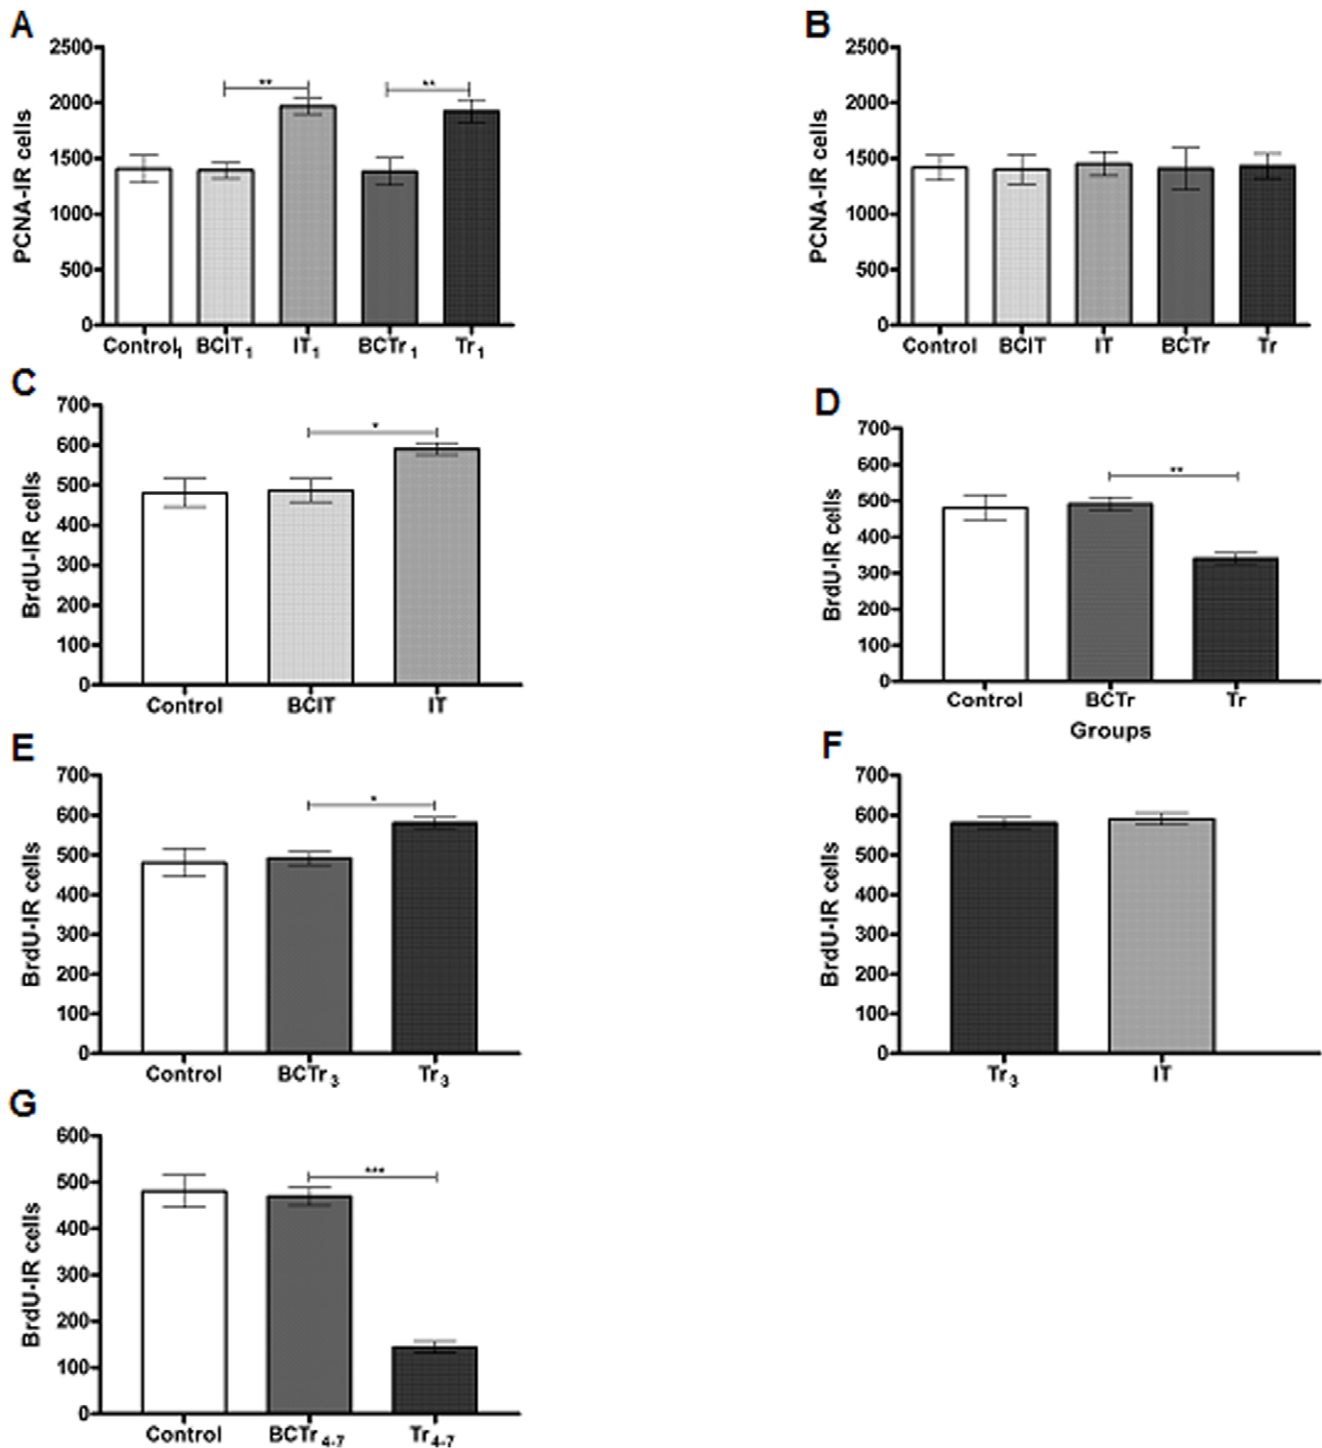 A
PCNA-IR cells
2500
2000
1500
1000
500
0
** **
Control1 BCIT1 IT1 BCTr1 Tr1
B
PCNA-IR cells
2500
2000
1500
1000
500
0
Control BCIT IT BCTr Tr
C
BrdU-IR cells
700
600
500
400
300
200
100
0
*
Control BCIT IT
D
BrdU-IR cells
700
600
500
400
300
200
100
0
**
Control BCTr Tr
Groups
E
BrdU-IR cells
700
600
500
400
300
200
100
0
*
Control BCTr3 Tr3
F
BrdU-IR cells
700
600
500
400
300
200
100
0
Tr3 IT
G
BrdU-IR cells
600
500
400
300
200
100
0
***
Control BCTr4-7 Tr4-7